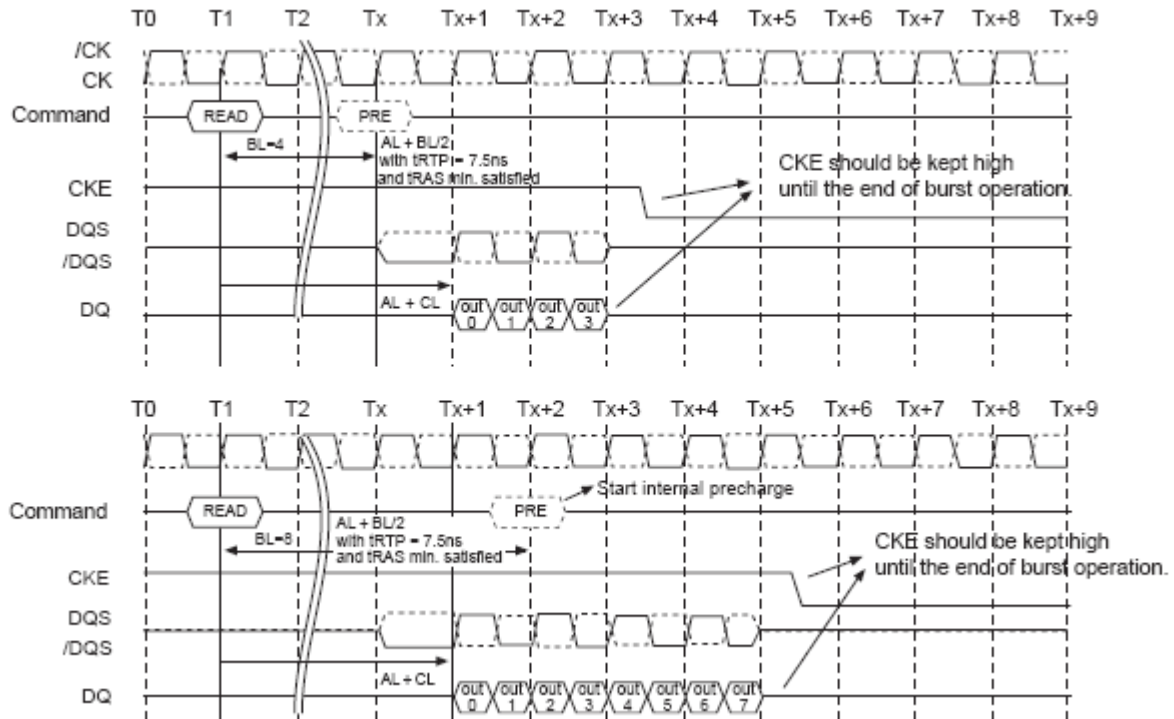 T0 T1 T2 Tx Tx+1 Tx+2 Tx+3 Tx+4 Tx+5 Tx+6 Tx+7 Tx+8 Tx+9
/CK
CK
Command READ PRE
BL=4
AL + BL/2
with tRTP = 7.5ns
and tRAS min. satisfied
CKE should be kept high
until the end of burst operation.
CKE
DQS
/DQS
AL + CL
DQ out 0 out 1 out 2 out 3
T0 T1 T2 Tx Tx+1 Tx+2 Tx+3 Tx+4 Tx+5 Tx+6 Tx+7 Tx+8 Tx+9
Start internal precharge
Command READ PRE
BL=8
AL + BL/2
with tRTP = 7.5ns
and tRAS min. satisfied
CKE should be kept high
until the end of burst operation.
CKE
DQS
/DQS
AL + CL
DQ out 0 out 1 out 2 out 3 out 4 out 5 out 6 out 7